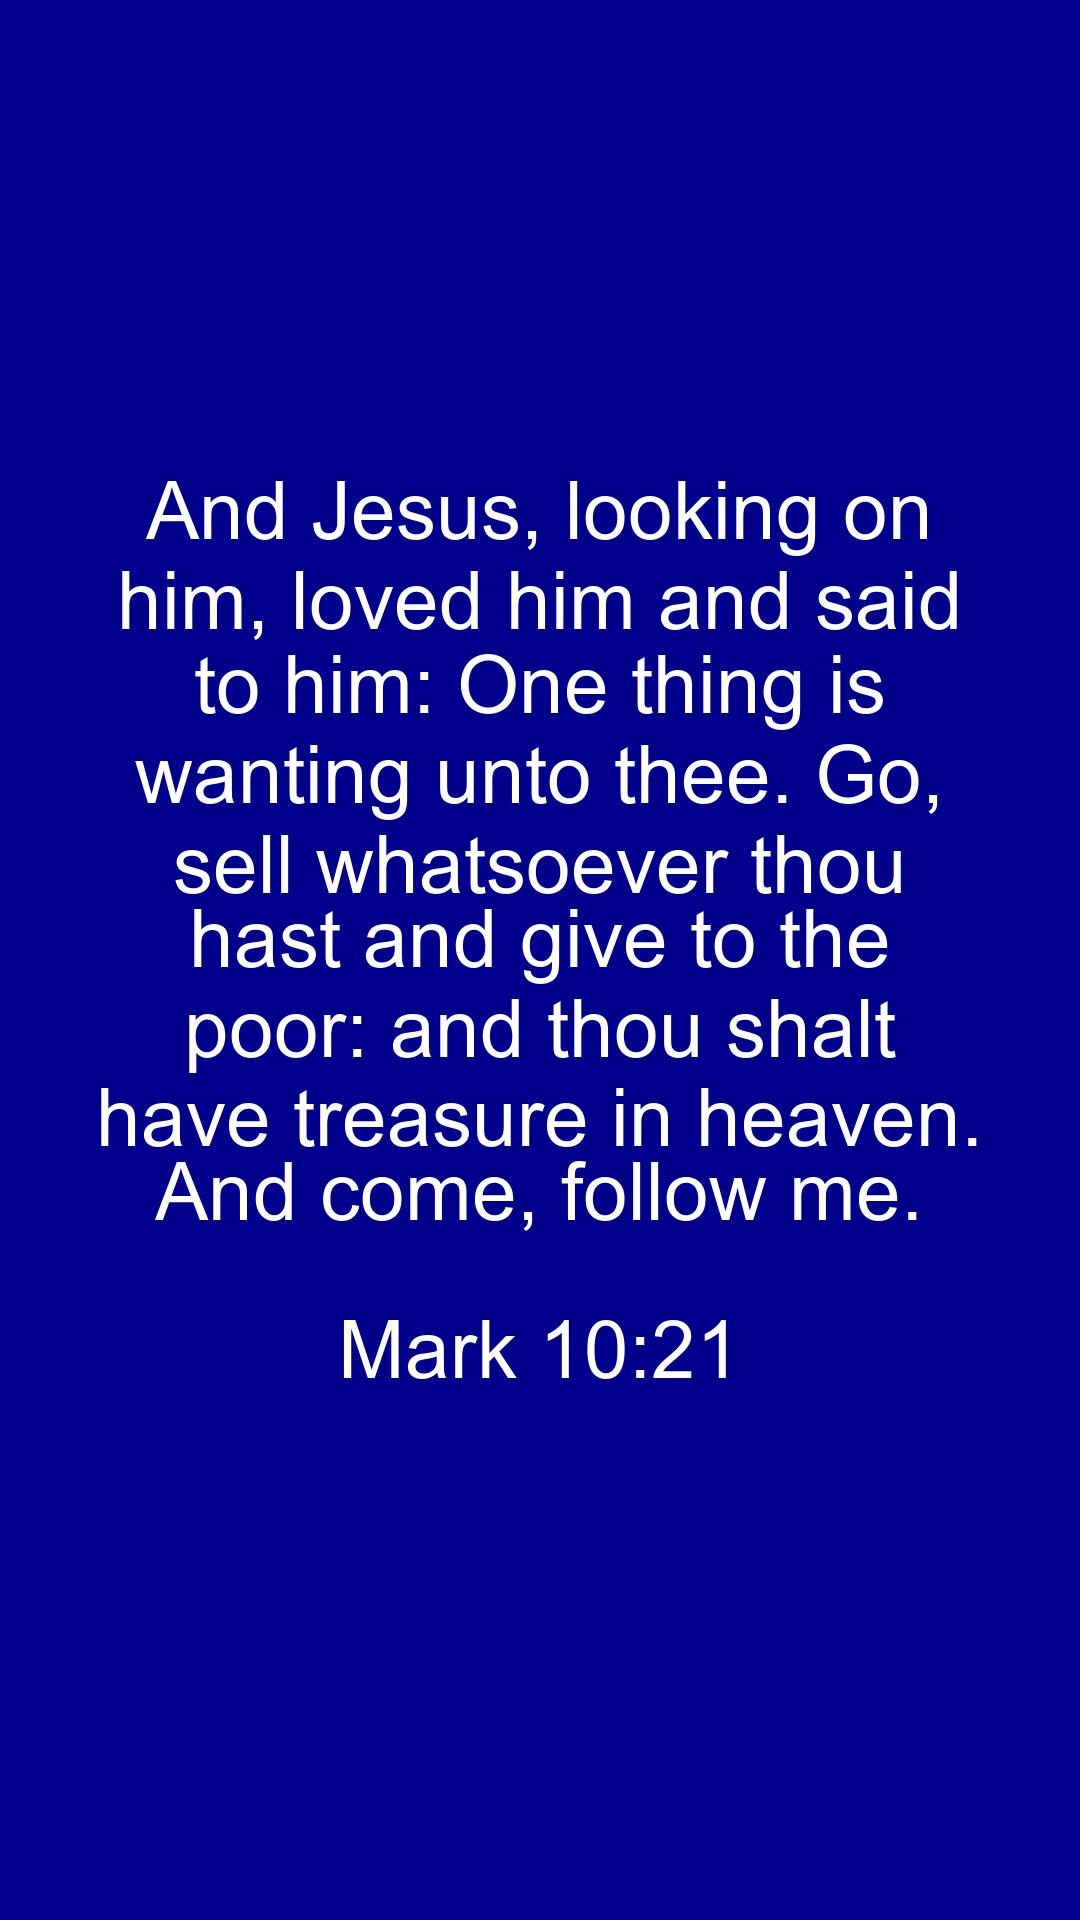 And Jesus, looking on
him, loved him and said
to him: One thing is
wanting unto thee. Go,
sell whatsoever thou
hast and give to the
poor: and thou shalt
have treasure in heaven.
And come, follow me.
Mark 10:21